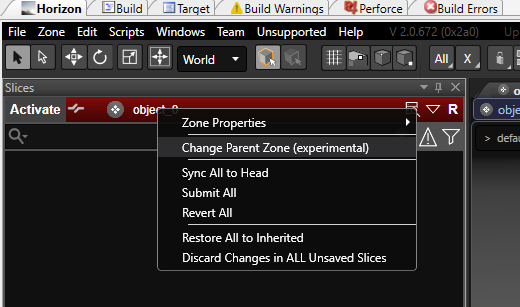 Horizon Build Target Build Warnings Perforce Build Errors
File Zone Edit Scripts Windows Team Unsupported Help V 2.0.672 (0x2a0) Up
World All X
Slices
Activate object_0 R obje
Zone Properties
> defau
Change Parent Zone (experimental)
Sync All to Head
Submit All
Revert All
Restore All to Inherited
Discard Changes in ALL Unsaved Slices